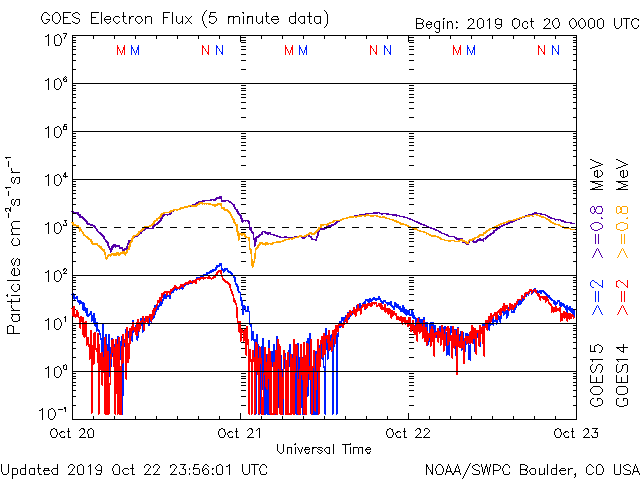 GOES Electron Flux (5 minute data)
Begin: 2019 Oct 20 0000 UTC
10⁷
10⁶
10⁵
10⁴
10³
10²
10¹
10⁰
10⁻¹
Particles cm⁻²s⁻¹sr⁻¹
M M N N M M N N M M N N
Oct 20 Oct 21 Oct 22 Oct 23
Universal Time
GOES15 >=2 >=0.8 MeV
GOES14 >=2 >=0.8 MeV
Updated 2019 Oct 22 23:56:01 UTC
NOAA/SWPC Boulder, CO USA